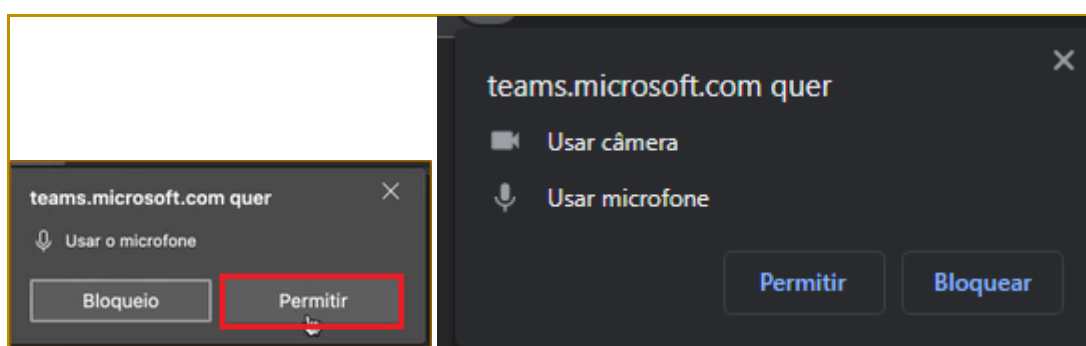 teams.microsoft.com quer
Usar o microfone
Bloqueio Permitir
teams.microsoft.com quer
Usar câmera
Usar microfone
Permitir Bloquear